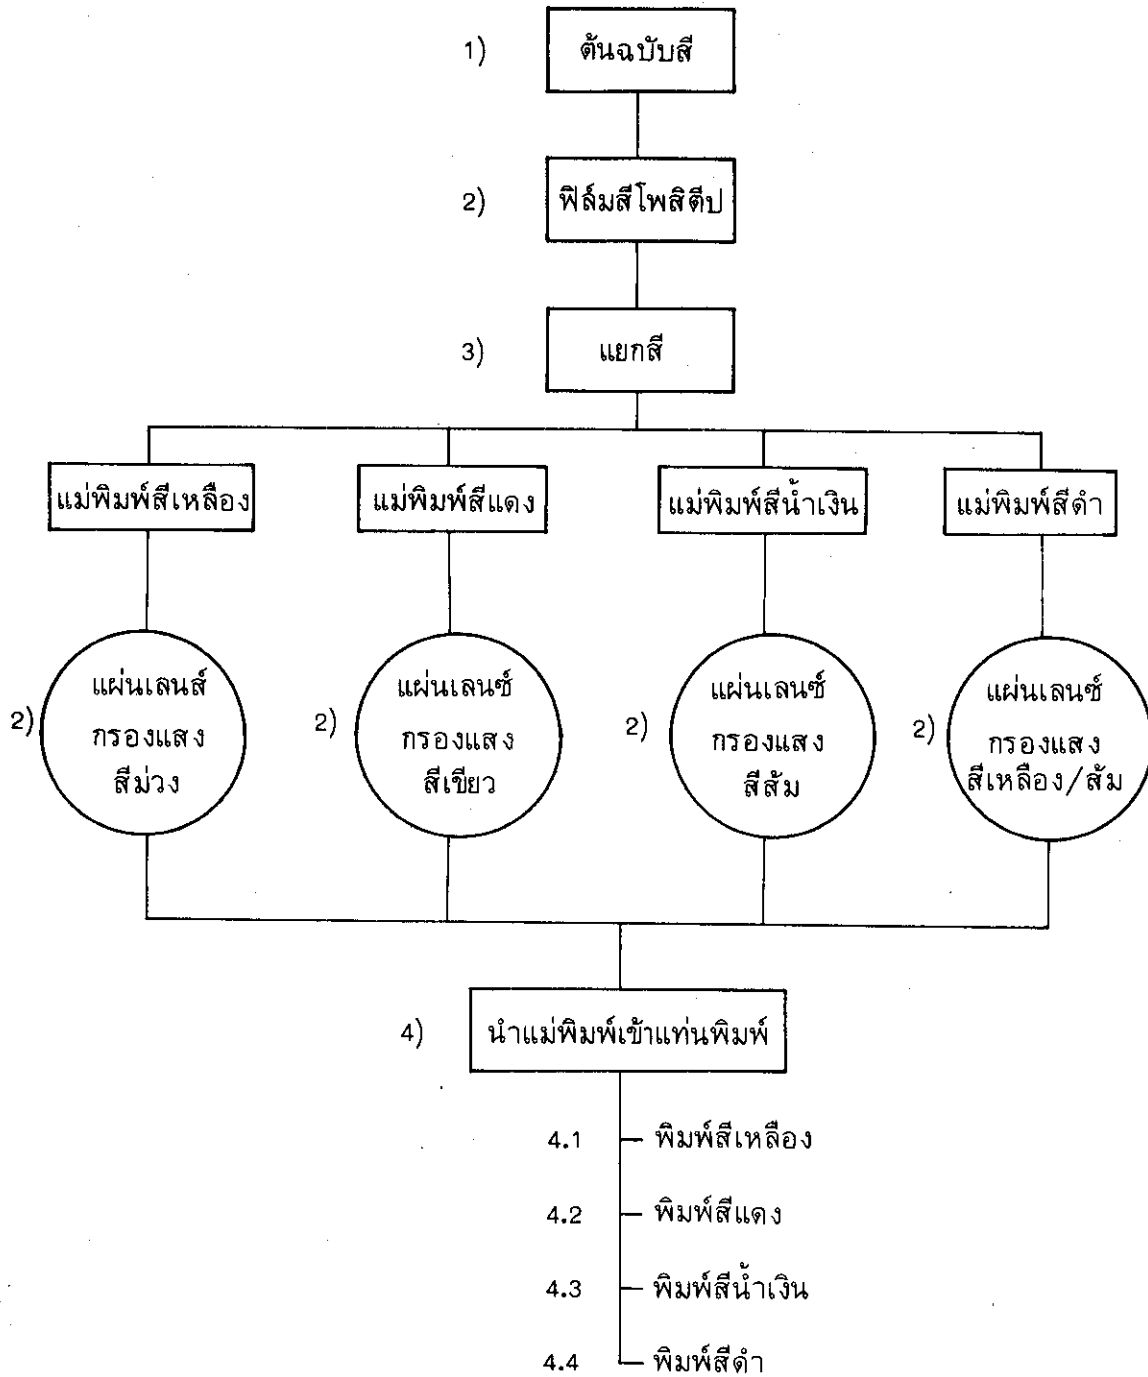 1) ต้นฉบับสี
2) ฟิล์มสีโพสิตีป
3) แยกสี
แม่พิมพ์สีเหลือง แม่พิมพ์สีแดง แม่พิมพ์สีน้ำเงิน แม่พิมพ์สีดำ
2) แผ่นเลนส์
กรองแสง
สีม่วง
2) แผ่นเลนซ์
กรองแสง
สีเขียว
2) แผ่นเลนซ์
กรองแสง
สีส้ม
2) แผ่นเลนซ์
กรองแสง
สีเหลือง/ส้ม
4) นำแม่พิมพ์เข้าแท่นพิมพ์
4.1 พิมพ์สีเหลือง
4.2 พิมพ์สีแดง
4.3 พิมพ์สีน้ำเงิน
4.4 พิมพ์สีดำ